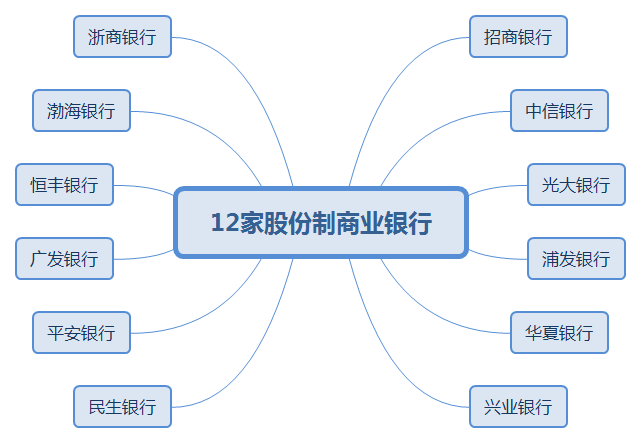 浙商银行
招商银行
渤海银行
中信银行
恒丰银行
光大银行
12家股份制商业银行
广发银行
浦发银行
平安银行
华夏银行
民生银行
兴业银行